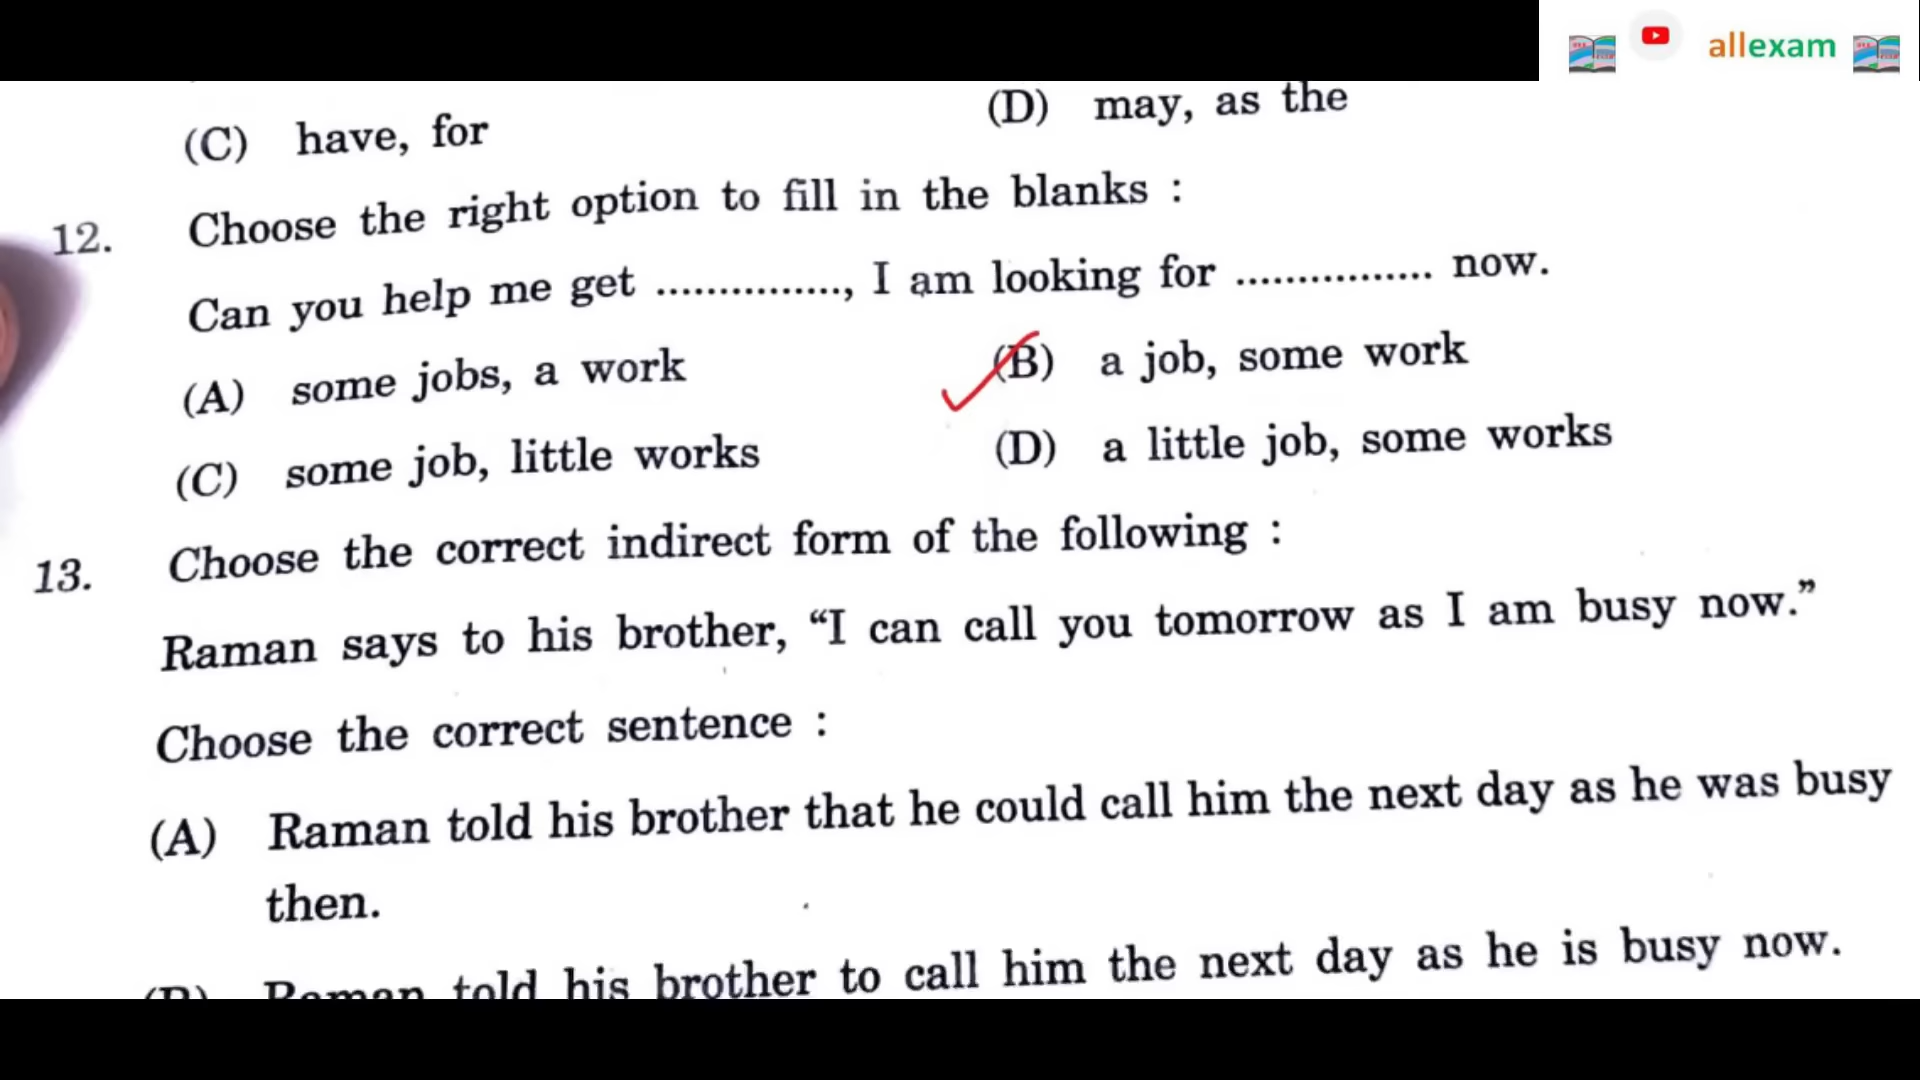 allexam
(C) have, for (D) may, as the
12. Choose the right option to fill in the blanks :
Can you help me get ..............., I am looking for ................ now.
(A) some jobs, a work (B) a job, some work
(C) some job, little works (D) a little job, some works
13. Choose the correct indirect form of the following :
Raman says to his brother, “I can call you tomorrow as I am busy now.”
Choose the correct sentence :
(A) Raman told his brother that he could call him the next day as he was busy
then.
(B) Raman told his brother to call him the next day as he is busy now.